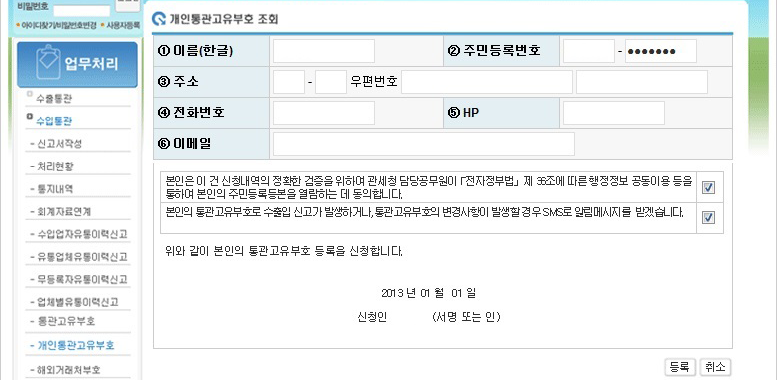 비밀번호
아이디찾기/비밀번호변경
사용자등록
업무처리
수출통관
수입통관
- 신고서작성
- 처리현황
- 통지내역
- 회계자료연계
- 수입업자유통이력신고
- 유통업체유통이력신고
- 무등록자유통이력신고
- 업체별유통이력신고
- 통관고유부호
- 개인통관고유부호
- 해외거래처부호
개인통관고유부호 조회
① 이름(한글)
② 주민등록번호
- ●●●●●●●
③ 주소
- 우편번호
④ 전화번호
⑤ HP
⑥ 이메일
본인은 이 건 신청내역의 정확한 검증을 위하여 관세청 담당공무원이 「전자정부법」 제 36조에 따른 행정정보 공동이용 등을
통하여 본인의 주민등록등본을 열람하는 데 동의합니다.
본인의 통관고유부호로 수출입 신고가 발생하거나, 통관고유부호의 변경사항이 발생할 경우 SMS로 알림메시지를 받겠습니다.
위와 같이 본인의 통관고유부호 등록을 신청합니다.
2013 년 01 월 01 일
신청인 (서명 또는 인)
등록 취소